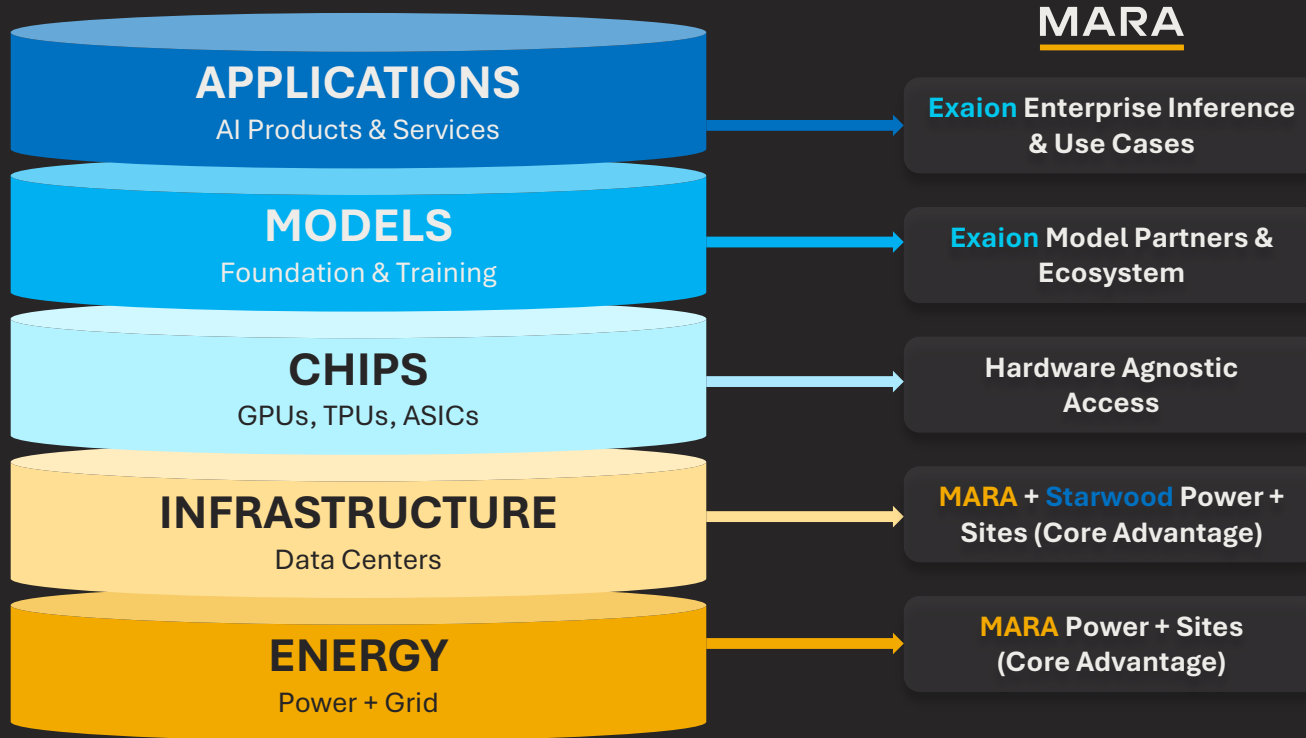 MARA
APPLICATIONS
AI Products & Services
Exaion Enterprise Inference
& Use Cases
MODELS
Foundation & Training
Exaion Model Partners &
Ecosystem
CHIPS
GPUs, TPUs, ASICs
Hardware Agnostic
Access
INFRASTRUCTURE
Data Centers
MARA + Starwood Power +
Sites (Core Advantage)
ENERGY
Power + Grid
MARA Power + Sites
(Core Advantage)